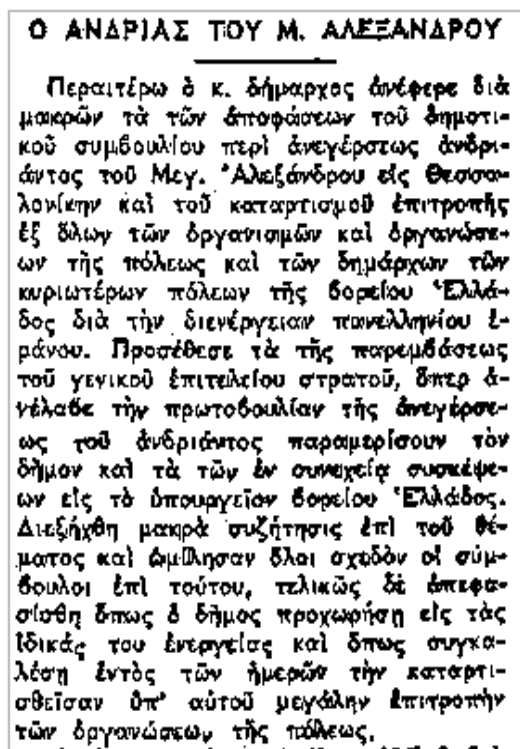 Ο ΑΝΔΡΙΑΣ ΤΟΥ Μ. ΑΛΕΞΑΝΔΡΟΥ
Περαιτέρω ὁ κ. δήμαρχος ἀνέφερε διὰ
μακρῶν τὰ τῶν ἀποφάσεων τοῦ δημοτι-
κοῦ συμβουλίου περὶ ἀνεγέρσεως ἀνδρι-
άντος τοῦ Μεγ. Ἀλεξάνδρου εἰς Θεσσα-
λονίκην καὶ τοῦ καταρτισμοῦ ἐπιτροπῆς
ἐξ ὅλων τῶν ὀργανισμῶν καὶ ὀργανώσε-
ων τῆς πόλεως καὶ τῶν δημάρχων τῶν
κυριωτέρων πόλεων τῆς βορείου Ἑλλά-
δος διὰ τὴν διενέργειαν πανελληνίου ἐ-
ράνου. Προσέθεσε τὰ τῆς παρεμβάσεως
τοῦ γενικοῦ ἐπιτελείου στρατοῦ, ὅπερ ἀ-
νέλαβε τὴν πρωτοβουλίαν τῆς ἀνεγέρσε-
ως τοῦ ἀνδριάντος παραμερίσουν τὸν
δῆμον καὶ τὰ τῶν ἐν συνεχείᾳ συσκέψε-
ων εἰς τὸ ὑπουργεῖον βορείου Ἑλλάδος.
Διεξήχθη μακρὰ συζήτησις ἐπὶ τοῦ θέ-
ματος καὶ ὡμίλησαν ὅλοι σχεδὸν οἱ σύμ-
βουλοι ἐπὶ τούτου, τελικῶς δὲ ἀπεφα-
σίσθη ὅπως ὁ δῆμος προχωρήσῃ εἰς τὰς
ἰδικάς του ἐνεργείας καὶ ὅπως συγκα-
λέσῃ ἐντὸς τῶν ἡμερῶν τὴν καταρτι-
σθεῖσαν ὑπ' αὐτοῦ μεγάλην ἐπιτροπὴν
τῶν ὀργανώσεων τῆς πόλεως.